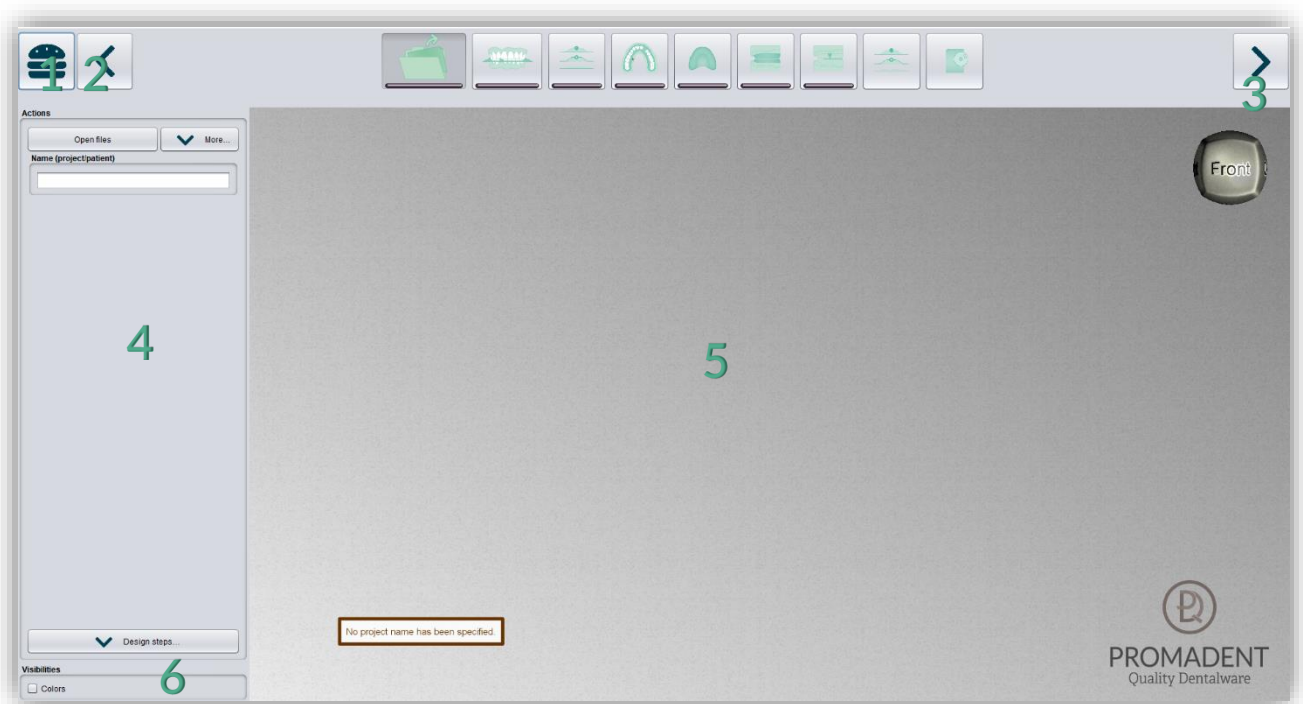 1
2
3
Actions
Open files
More...
Name (project/patient)
Front
4
5
No project name has been specified.
Design steps...
Visibilities
6
Colors
PROMADENT
Quality Dentalware